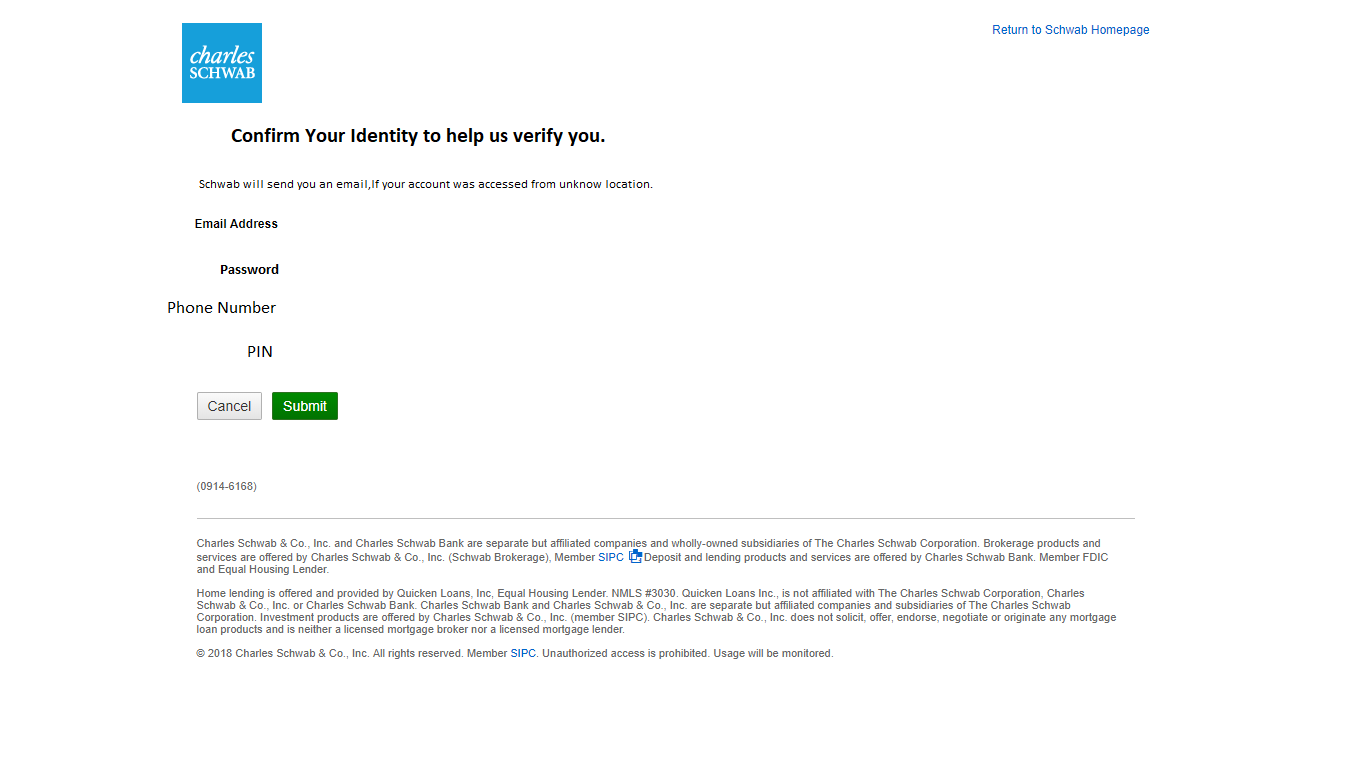 charles
SCHWAB
Return to Schwab Homepage
Confirm Your Identity to help us verify you.
Schwab will send you an email,If your account was accessed from unknow location.
Email Address
Password
Phone Number
PIN
Cancel Submit
(0914-6168)
Charles Schwab & Co., Inc. and Charles Schwab Bank are separate but affiliated companies and wholly-owned subsidiaries of The Charles Schwab Corporation. Brokerage products and
services are offered by Charles Schwab & Co., Inc. (Schwab Brokerage), Member SIPC Deposit and lending products and services are offered by Charles Schwab Bank. Member FDIC
and Equal Housing Lender.
Home lending is offered and provided by Quicken Loans, Inc, Equal Housing Lender. NMLS #3030. Quicken Loans Inc., is not affiliated with The Charles Schwab Corporation, Charles
Schwab & Co., Inc. or Charles Schwab Bank. Charles Schwab Bank and Charles Schwab & Co., Inc. are separate but affiliated companies and subsidiaries of The Charles Schwab
Corporation. Investment products are offered by Charles Schwab & Co., Inc. (member SIPC). Charles Schwab & Co., Inc. does not solicit, offer, endorse, negotiate or originate any mortgage
loan products and is neither a licensed mortgage broker nor a licensed mortgage lender.
© 2018 Charles Schwab & Co., Inc. All rights reserved. Member SIPC. Unauthorized access is prohibited. Usage will be monitored.